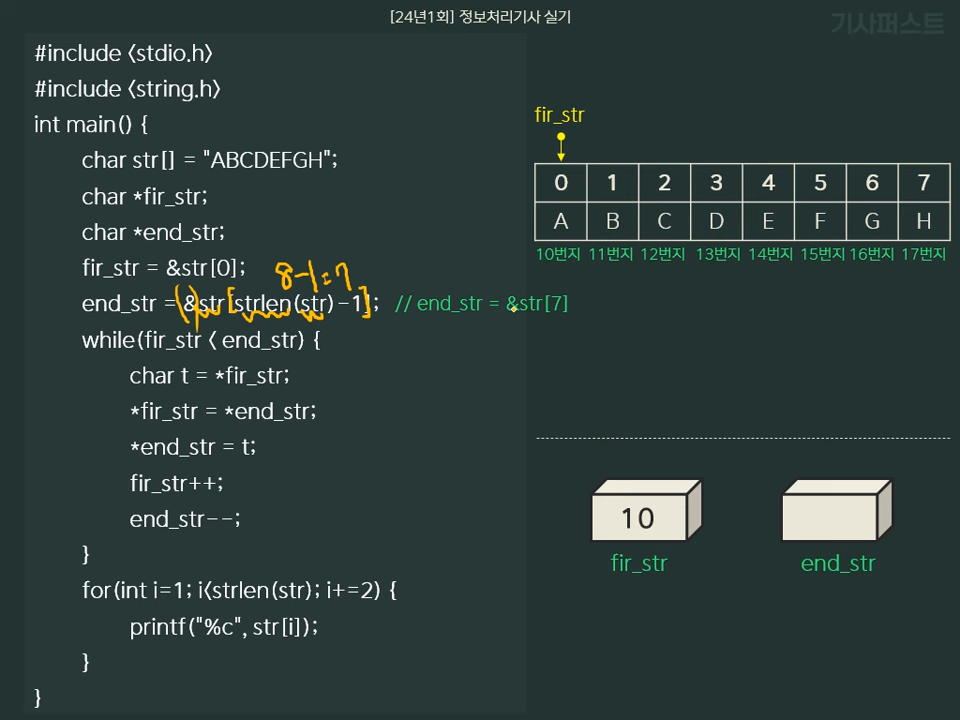 [24년1회] 정보처리기사 실기
기사퍼스트
#include <stdio.h>
#include <string.h>
int main() {
char str[] = "ABCDEFGH";
char *fir_str;
char *end_str;
fir_str = &str[0];
8-1=7
end_str = &str[strlen(str)-1]; // end_str = &str[7]
while(fir_str < end_str) {
char t = *fir_str;
*fir_str = *end_str;
*end_str = t;
fir_str++;
end_str--;
}
for(int i=1; i<strlen(str); i+=2) {
printf("%c", str[i]);
}
}
fir_str
0 1 2 3 4 5 6 7
A B C D E F G H
10번지 11번지 12번지 13번지 14번지 15번지 16번지 17번지
10
fir_str end_str